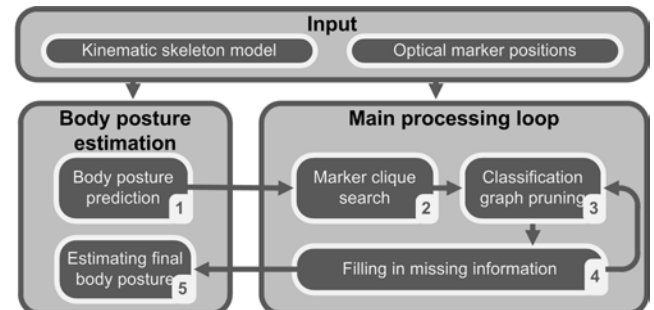 Input
Kinematic skeleton model
Optical marker positions
Body posture
estimation
Body posture
prediction
1
Estimating final
body posture
5
Main processing loop
Marker clique
search
2
Classification
graph pruning
3
Filling in missing information
4